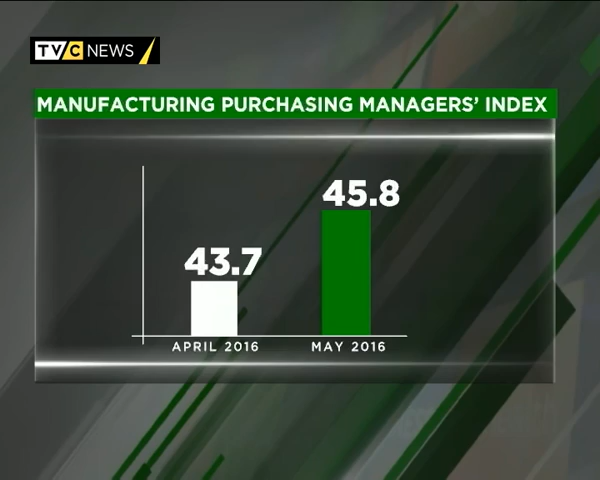 TVC NEWS
MANUFACTURING PURCHASING MANAGERS' INDEX
45.8
43.7
APRIL 2016 MAY 2016